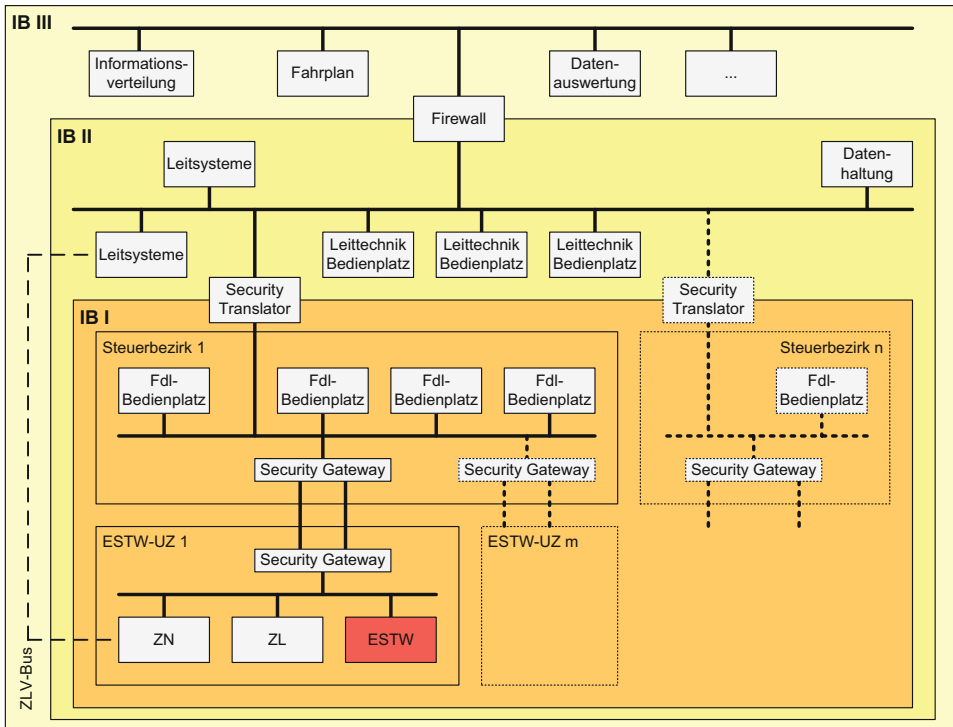 IB III
Informations-
verteilung
Fahrplan
Daten-
auswertung
...
Firewall
IB II
Leitsysteme
Daten-
haltung
Leitsysteme
Leittechnik
Bedienplatz
Leittechnik
Bedienplatz
Leittechnik
Bedienplatz
Security
Translator
Security
Translator
IB I
Steuerbezirk 1
Steuerbezirk n
Fdl-
Bedienplatz
Fdl-
Bedienplatz
Fdl-
Bedienplatz
Fdl-
Bedienplatz
Fdl-
Bedienplatz
Security Gateway
Security Gateway
Security Gateway
ESTW-UZ 1
ESTW-UZ m
Security Gateway
ZN
ZL
ESTW
ZLV-Bus